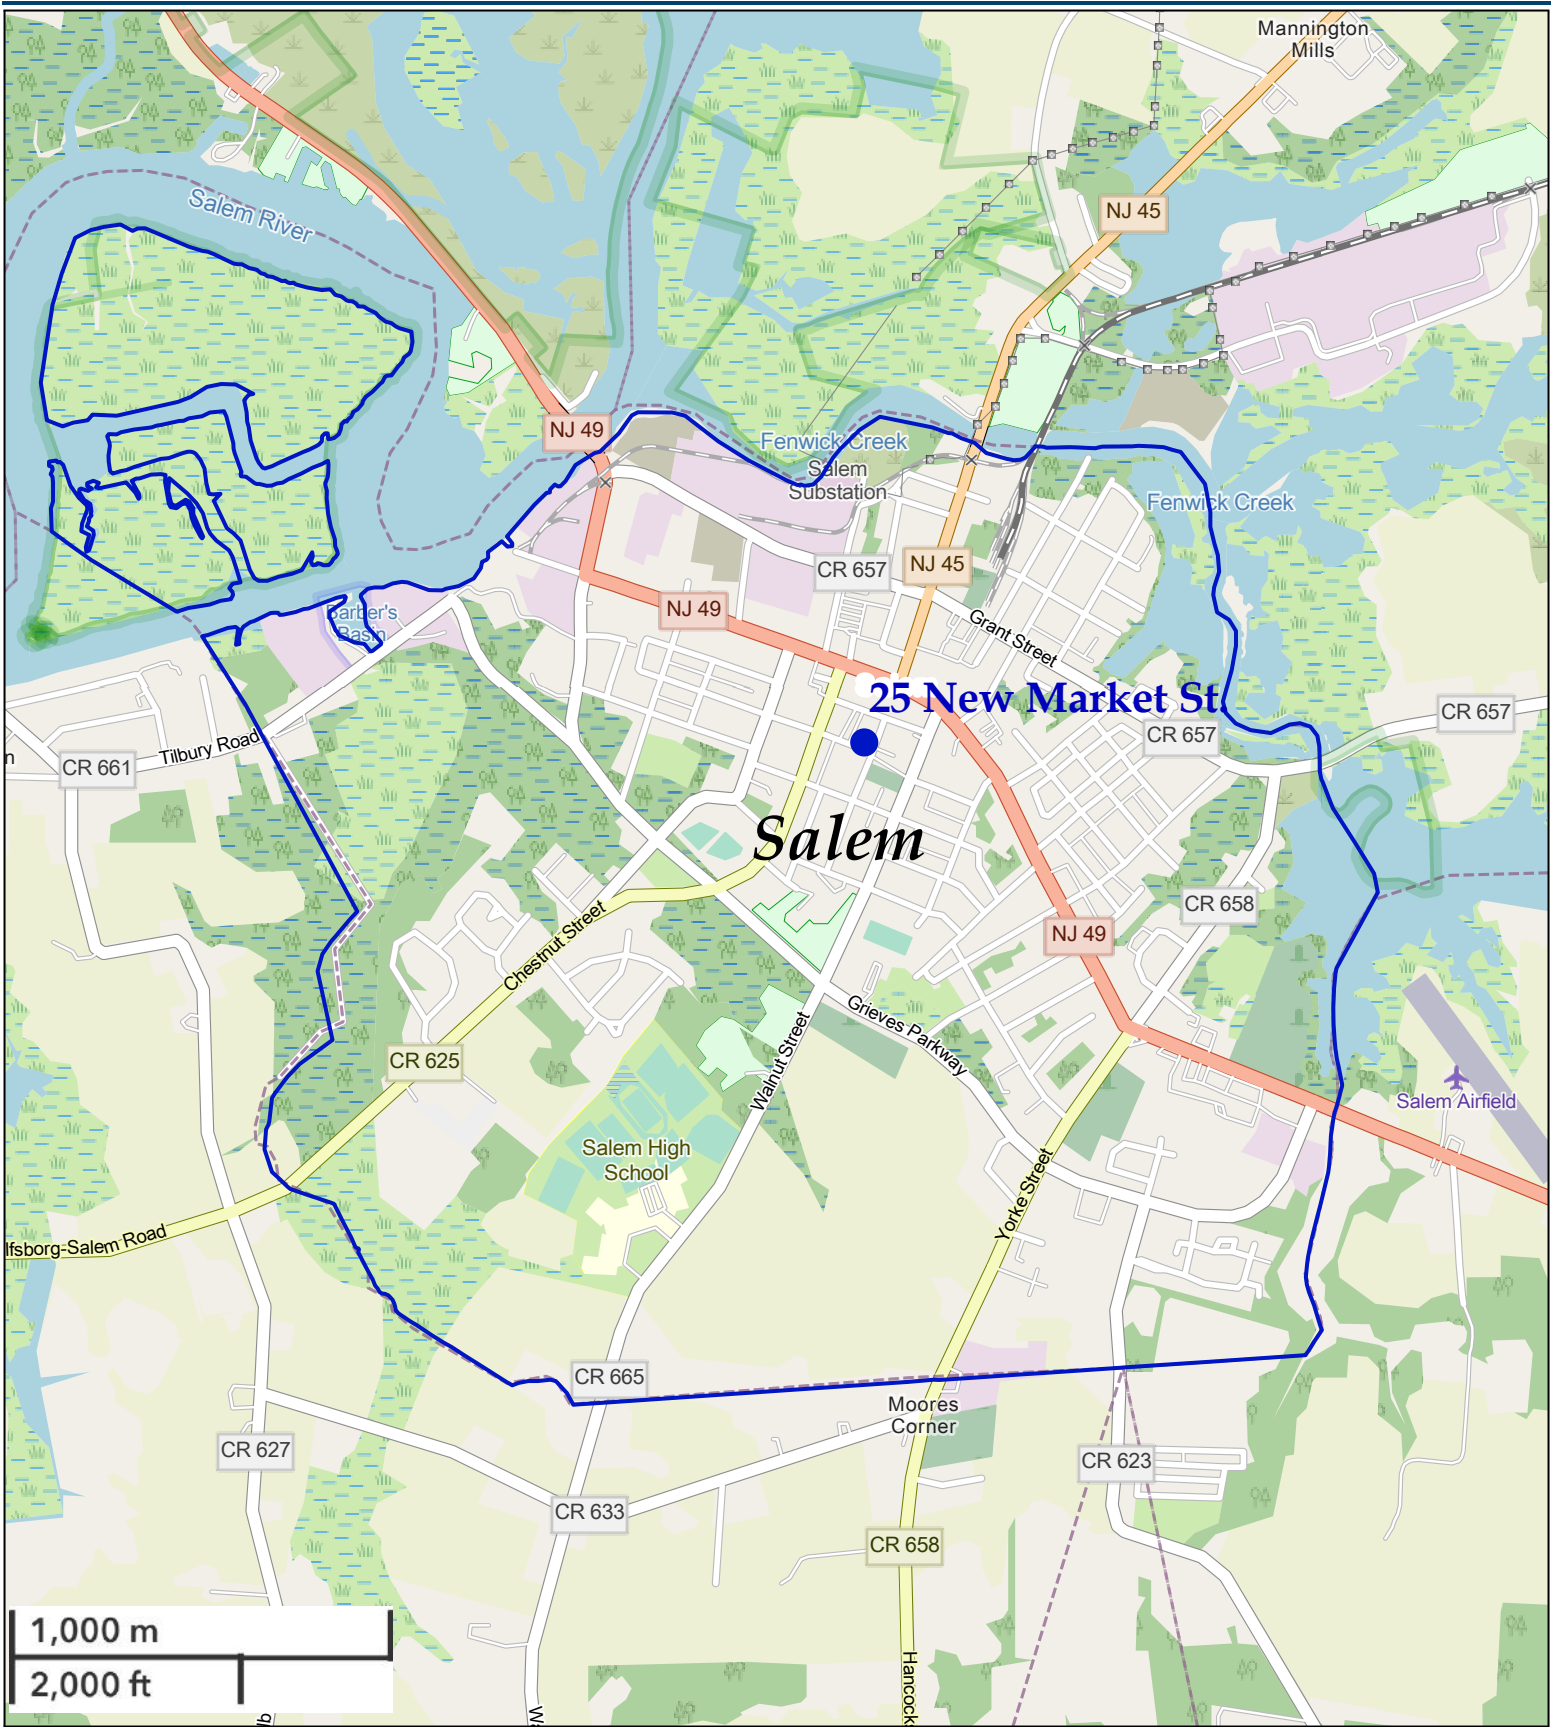 Mannington
Mills
Salem River
NJ 45
NJ 49
Fenwick Creek
Salem
Substation
Fenwick Creek
CR 657
NJ 45
NJ 49
Barber's
Basin
Grant Street
25 New Market St.
CR 657
CR 657
Tilbury Road
CR 661
n
Salem
CR 658
Chestnut Street
NJ 49
Grieves Parkway
Walnut Street
CR 625
Salem Airfield
Salem High
School
Yorke Street
lfsborg-Salem Road
CR 665
Moores
Corner
CR 627
CR 623
CR 633
CR 658
1,000 m
2,000 ft
Hancock